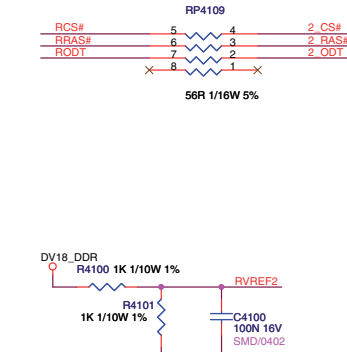 RP4109
RCS# 5 4 2_CS#
RRAS# 6 3 2_RAS#
RODT 7 2 2_ODT
8 1
56R 1/16W 5%
DV18_DDR
R4100 1K 1/10W 1%
RVREF2
R4101
1K 1/10W 1%
C4100
100N 16V
SMD/0402